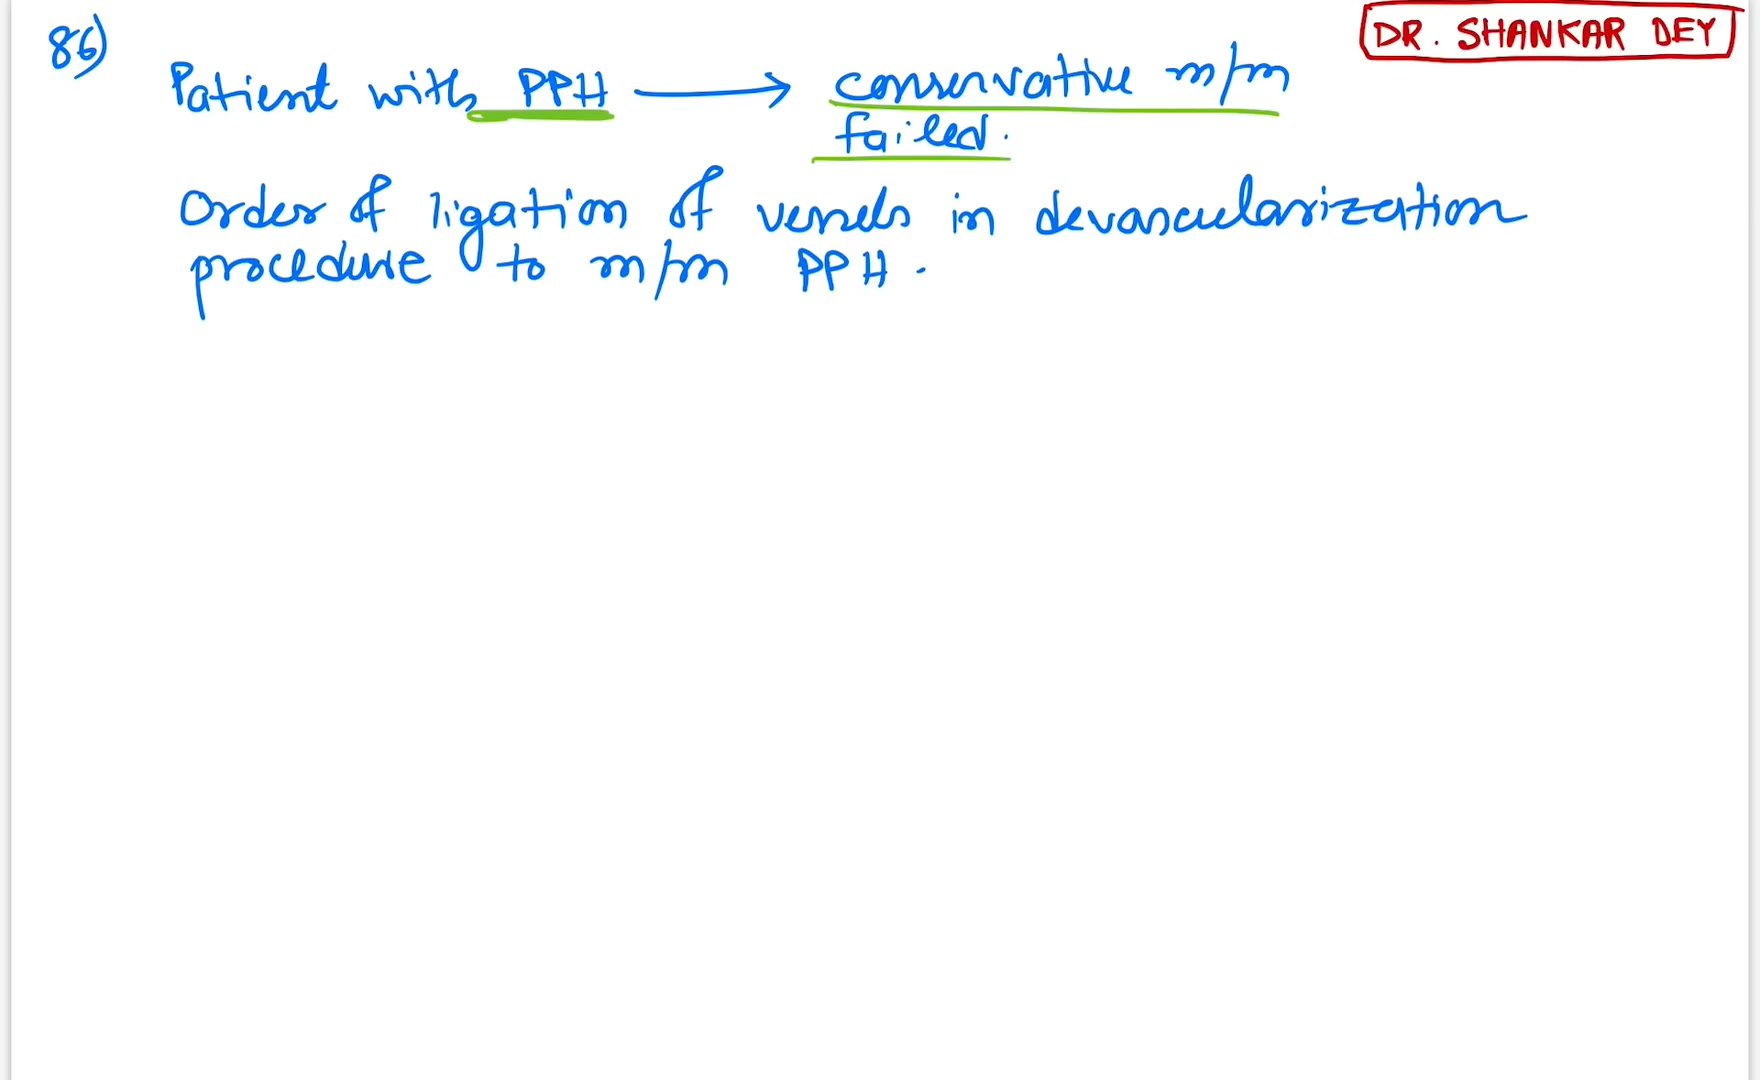 86)
DR. SHANKAR DEY
Patient with PPH → conservative m/m
failed.
Order of ligation of vessels in devascularization
procedure to m/m PPH.